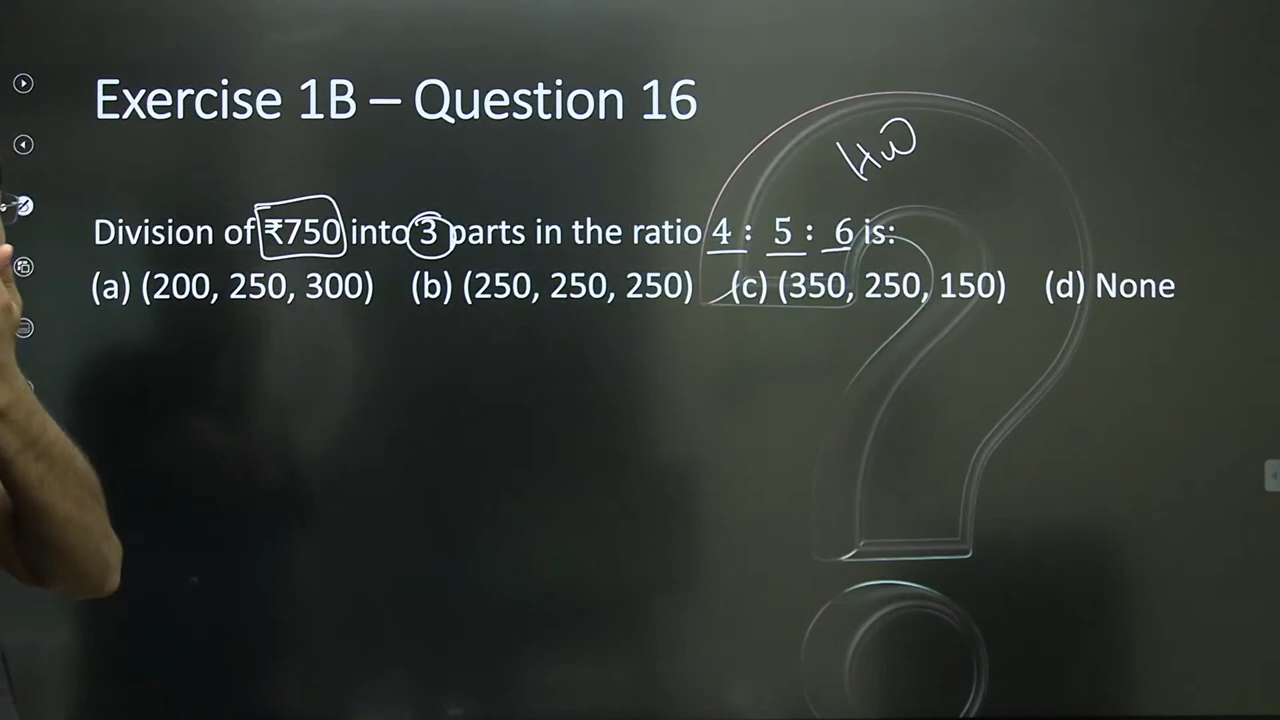 Exercise 1B – Question 16
HW
Division of ₹750 into 3 parts in the ratio 4 : 5 : 6 is:
(a) (200, 250, 300) (b) (250, 250, 250) (c) (350, 250, 150) (d) None